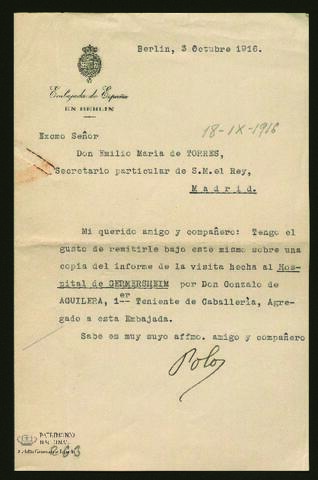 Berlin, 3 Octubre 1916.
Embajada de España
EN BERLIN
18-IX-1916
Excmo Señor
Don Emilio Maria de TORRES,
Secretario particular de S.M.el Rey,
Madrid.
Mi querido amigo y compañero: Tengo el
gusto de remitirle bajo este mismo sobre una
copia del informe de la visita hecha al Hos-
pital de GERMERSHEIM por Don Gonzalo de
AGUILERA, 1er Teniente de Caballería, Agre-
gado a esta Embajada.
Sabe es muy suyo affmo. amigo y compañero
Polo
PATRIMONIO
NACIONAL